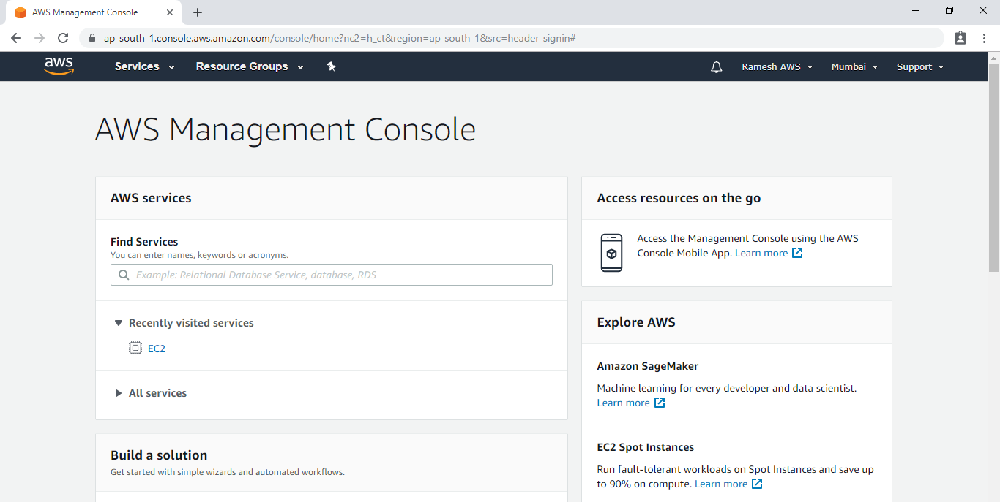 AWS Management Console
ap-south-1.console.aws.amazon.com/console/home?nc2=h_ct&region=ap-south-1&src=header-signin#
aws Services Resource Groups Ramesh AWS Mumbai Support
AWS Management Console
AWS services
Find Services
You can enter names, keywords or acronyms.
Example: Relational Database Service, database, RDS
Recently visited services
EC2
All services
Build a solution
Get started with simple wizards and automated workflows.
Access resources on the go
Access the Management Console using the AWS
Console Mobile App. Learn more
Explore AWS
Amazon SageMaker
Machine learning for every developer and data scientist.
Learn more
EC2 Spot Instances
Run fault-tolerant workloads on Spot Instances and save up
to 90% on compute. Learn more